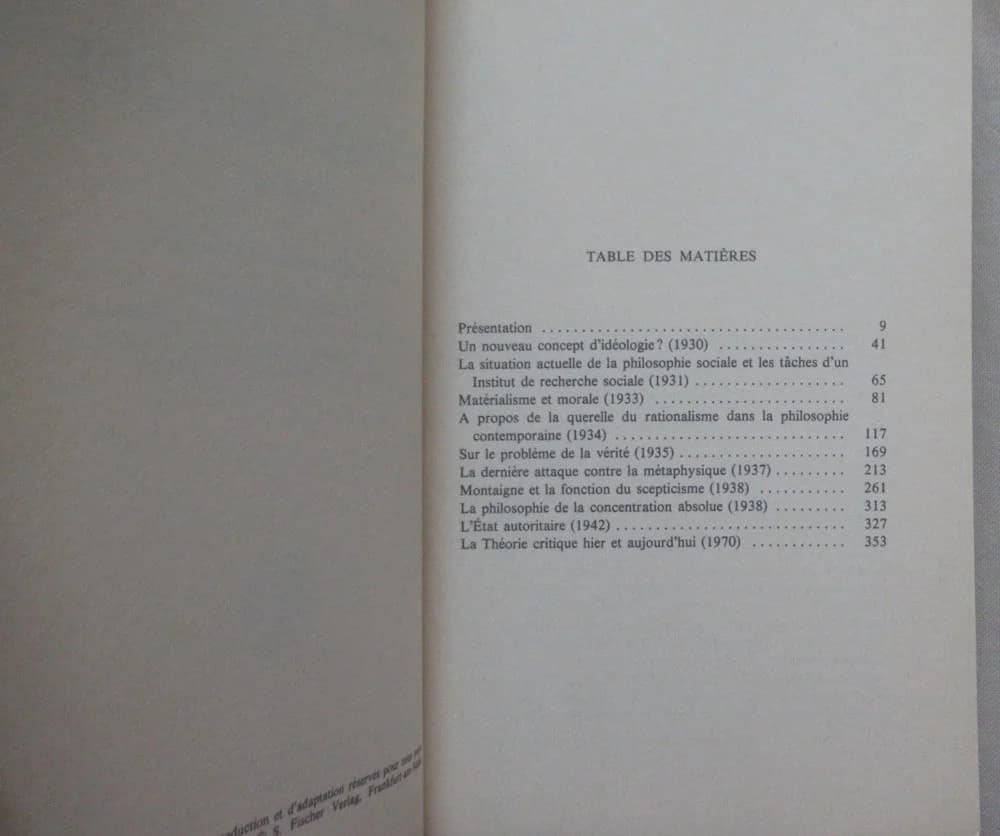 oduction et d'adaptation réservés pour tous
S. Fischer Verlag, Frankfurt am
TABLE DES MATIÈRES
Présentation ...................................... 9
Un nouveau concept d'idéologie ? (1930) ................ 41
La situation actuelle de la philosophie sociale et les tâches d'un
Institut de recherche sociale (1931) ................... 65
Matérialisme et morale (1933) ........................ 81
A propos de la querelle du rationalisme dans la philosophie
contemporaine (1934) ............................. 117
Sur le problème de la vérité (1935) ..................... 169
La dernière attaque contre la métaphysique (1937) ......... 213
Montaigne et la fonction du scepticisme (1938) ........... 261
La philosophie de la concentration absolue (1938) ......... 313
L'État autoritaire (1942) ............................. 327
La Théorie critique hier et aujourd'hui (1970) ............ 353